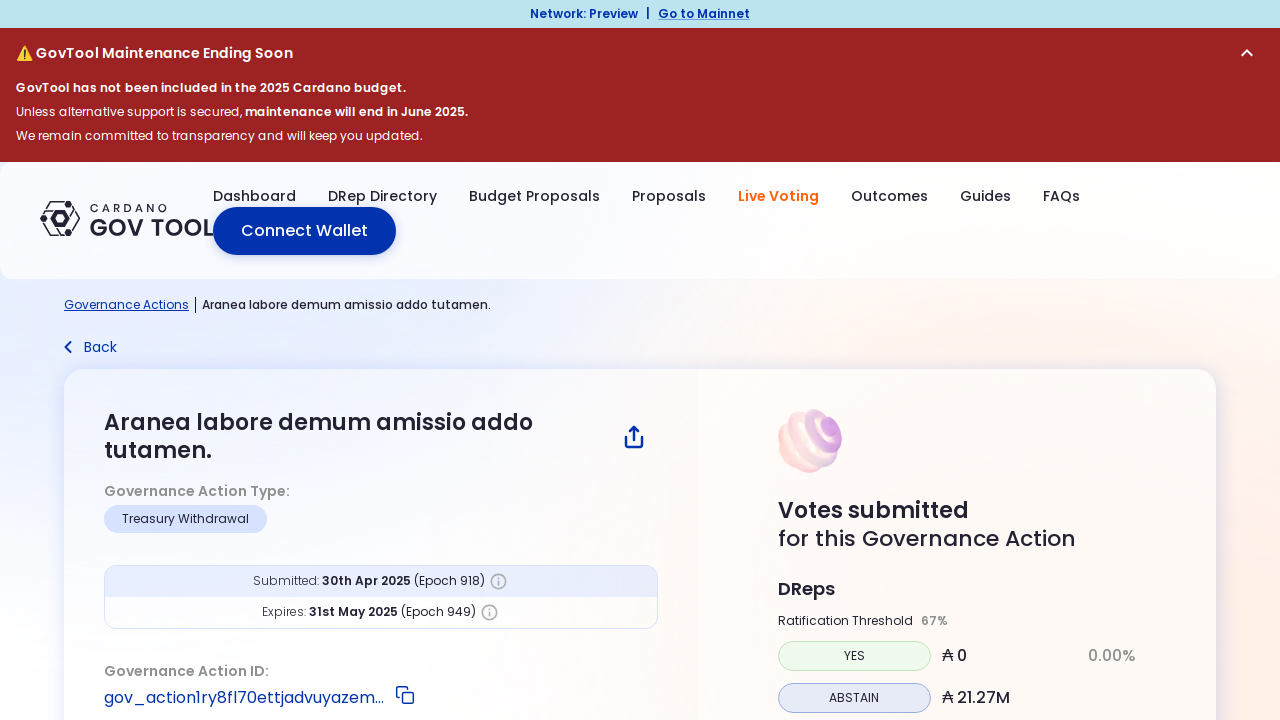 Network: Preview | Go to Mainnet
⚠️ GovTool Maintenance Ending Soon
GovTool has not been included in the 2025 Cardano budget.
Unless alternative support is secured, maintenance will end in June 2025.
We remain committed to transparency and will keep you updated.
CARDANO
GOV TOOL
Dashboard DRep Directory Budget Proposals Proposals Live Voting Outcomes Guides FAQs
Connect Wallet
Governance Actions | Aranea labore demum amissio addo tutamen.
Back
Aranea labore demum amissio addo
tutamen.
Governance Action Type:
Treasury Withdrawal
Submitted: 30th Apr 2025 (Epoch 918)
Expires: 31st May 2025 (Epoch 949)
Governance Action ID:
gov_action1ry8fl70ettjadvuyazem...
Votes submitted
for this Governance Action
DReps
Ratification Threshold 67%
YES ₳ 0 0.00%
ABSTAIN ₳ 21.27M